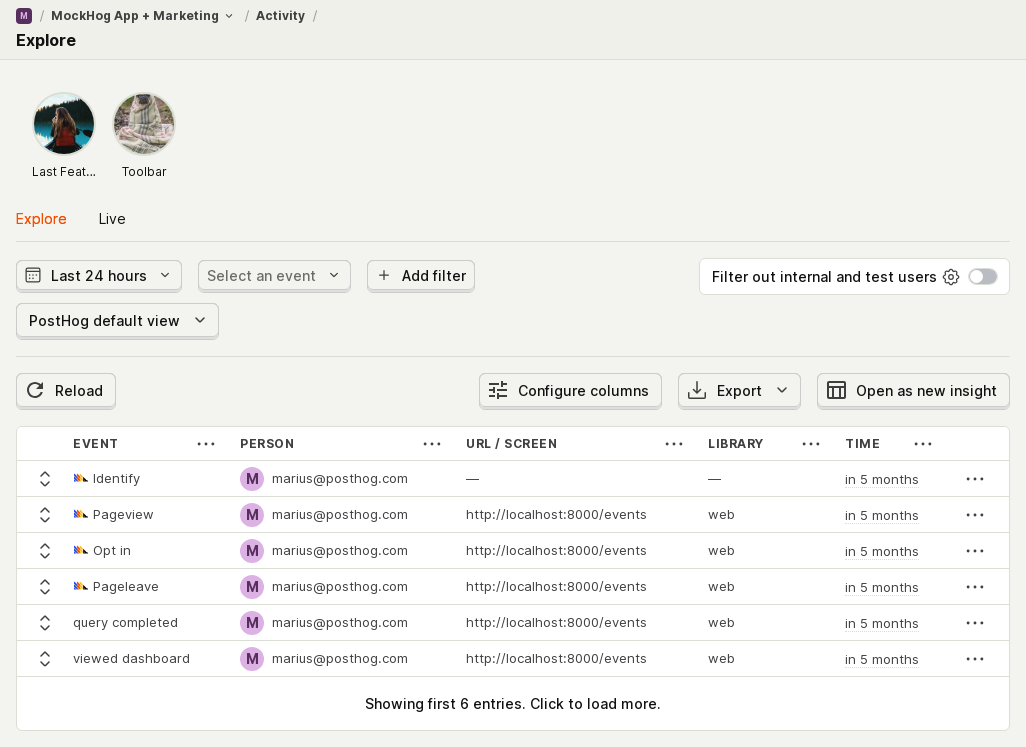 M / MockHog App + Marketing / Activity /
Explore
Last Feat...
Toolbar
Explore
Live
Last 24 hours
Select an event
Add filter
Filter out internal and test users
PostHog default view
Reload
Configure columns
Export
Open as new insight
EVENT PERSON URL / SCREEN LIBRARY TIME
Identify M marius@posthog.com — — in 5 months
Pageview M marius@posthog.com http://localhost:8000/events web in 5 months
Opt in M marius@posthog.com http://localhost:8000/events web in 5 months
Pageleave M marius@posthog.com http://localhost:8000/events web in 5 months
query completed M marius@posthog.com http://localhost:8000/events web in 5 months
viewed dashboard M marius@posthog.com http://localhost:8000/events web in 5 months
Showing first 6 entries. Click to load more.